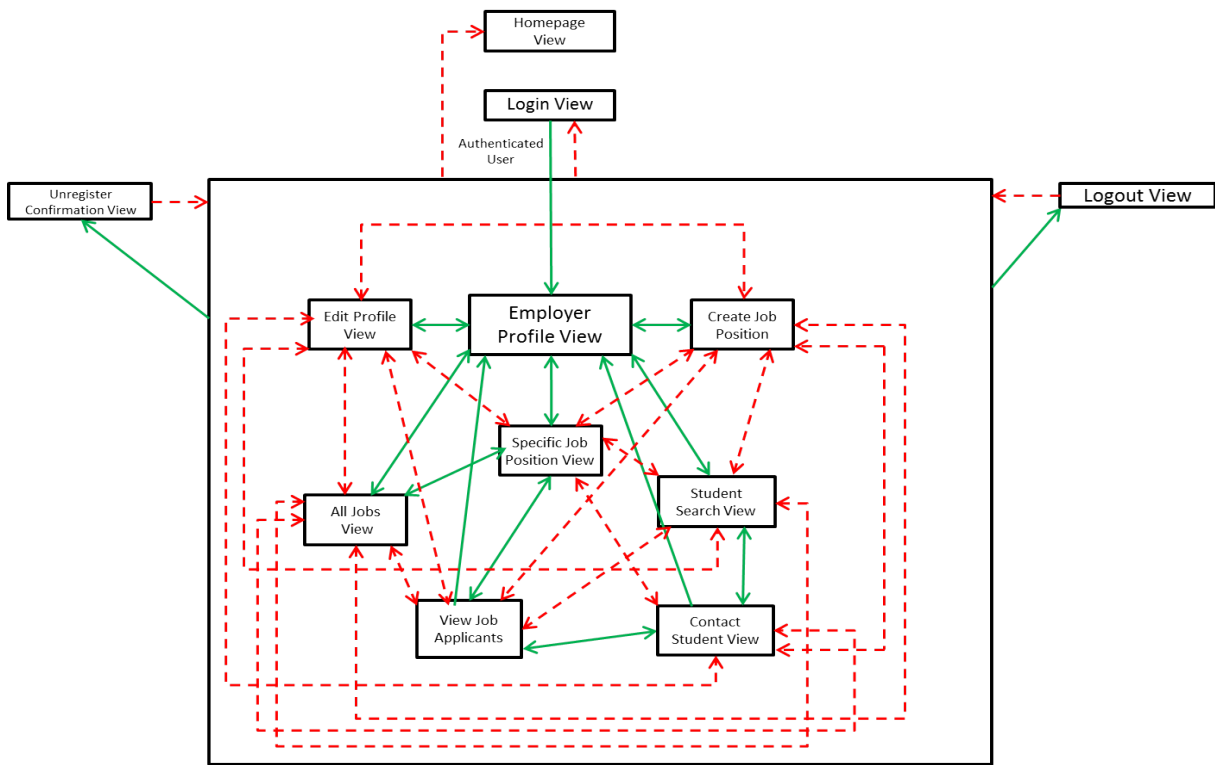 Homepage
View
Login View
Authenticated
User
Unregister
Confirmation View
Logout View
Edit Profile
View
Employer
Profile View
Create Job
Position
Specific Job
Position View
All Jobs
View
Student
Search View
View Job
Applicants
Contact
Student View